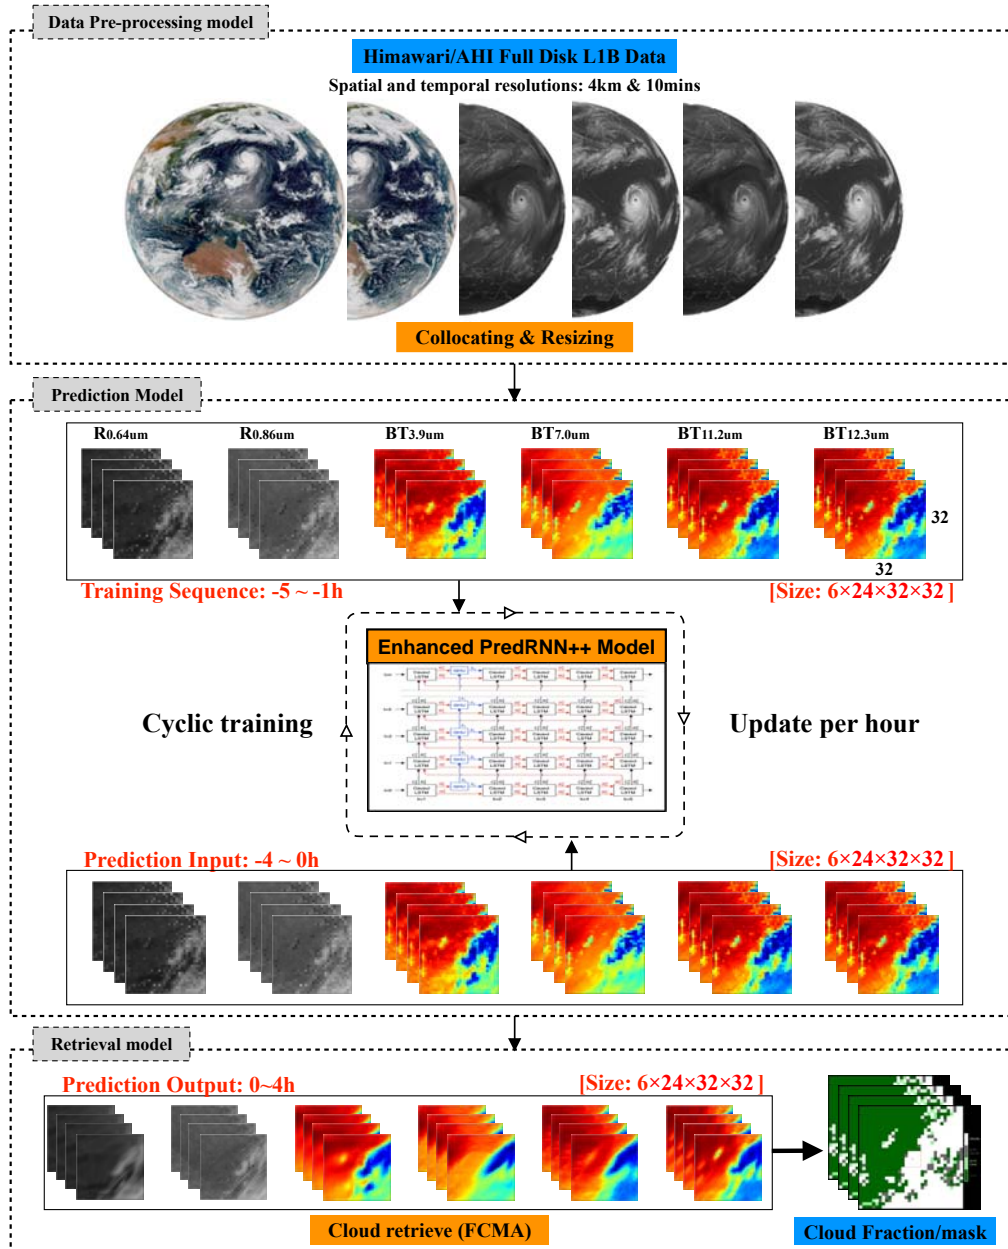 Data Pre-processing model
Himawari/AHI Full Disk L1B Data
Spatial and temporal resolutions: 4km & 10mins
Collocating & Resizing
Prediction Model
R0.64um R0.86um BT3.9um BT7.0um BT11.2um BT12.3um
32
32
Training Sequence: -5 ~ -1h [Size: 6×24×32×32]
Enhanced PredRNN++ Model
Cyclic training Update per hour
Prediction Input: -4 ~ 0h [Size: 6×24×32×32]
Retrieval model
Prediction Output: 0~4h [Size: 6×24×32×32]
Cloud retrieve (FCMA) Cloud Fraction/mask